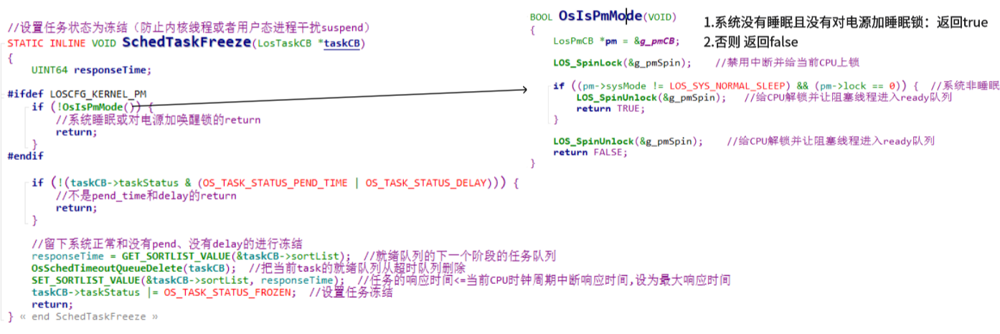 //设置任务状态为冻结（防止内核线程或者用户态进程干扰suspend）
STATIC INLINE VOID SchedTaskFreeze(LosTaskCB *taskCB)
{
UINT64 responseTime;
#ifdef LOSCFG_KERNEL_PM
if (!OsIsPmMode()) {
//系统睡眠或对电源加唤醒锁的return
return;
}
#endif
if (!(taskCB->taskStatus & (OS_TASK_STATUS_PEND_TIME | OS_TASK_STATUS_DELAY))) {
//不是pend_time和delay的return
return;
}
//留下系统正常和没有pend、没有delay的进行冻结
responseTime = GET_SORTLIST_VALUE(&taskCB->sortList); //就绪队列的下一个阶段的任务队列
OsSchedTimeoutQueueDelete(taskCB); //把当前task的就绪队列从超时队列删除
SET_SORTLIST_VALUE(&taskCB->sortList, responseTime); //任务的响应时间<=当前CPU时钟周期中断响应时间,设为最大响应时间
taskCB->taskStatus |= OS_TASK_STATUS_FROZEN; //设置任务冻结
return;
} « end SchedTaskFreeze »
BOOL OsIsPmMode(VOID)
{
LosPmCB *pm = &g_pmCB;
LOS_SpinLock(&g_pmSpin); //禁用中断并给当前CPU上锁
if ((pm->sysMode != LOS_SYS_NORMAL_SLEEP) && (pm->lock == 0)) { //系统非睡眠
LOS_SpinUnlock(&g_pmSpin); //给CPU解锁并让阻塞线程进入ready队列
return TRUE;
}
LOS_SpinUnlock(&g_pmSpin); //给CPU解锁并让阻塞线程进入ready队列
return FALSE;
}
1.系统没有睡眠且没有对电源加睡眠锁：返回true
2.否则 返回false